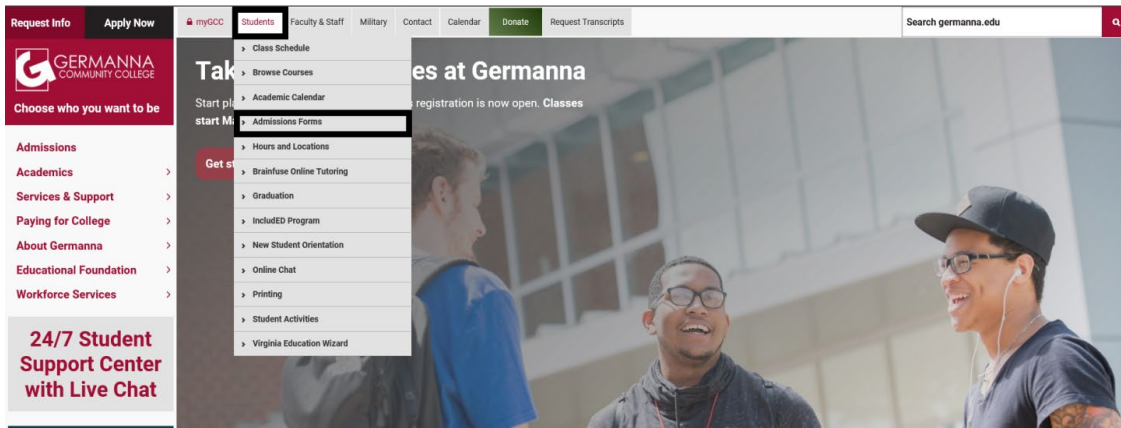 Request Info
Apply Now
myGCC
Students
Faculty & Staff
Military
Contact
Calendar
Donate
Request Transcripts
Search germanna.edu
GERMANNA
COMMUNITY COLLEGE
Choose who you want to be
Admissions
Academics
Services & Support
Paying for College
About Germanna
Educational Foundation
Workforce Services
24/7 Student
Support Center
with Live Chat
Class Schedule
Browse Courses
Academic Calendar
Admissions Forms
Hours and Locations
Brainfuse Online Tutoring
Graduation
IncludED Program
New Student Orientation
Online Chat
Printing
Student Activities
Virginia Education Wizard
Tak es at Germanna
Start pl registration is now open. Classes
start M
Get st